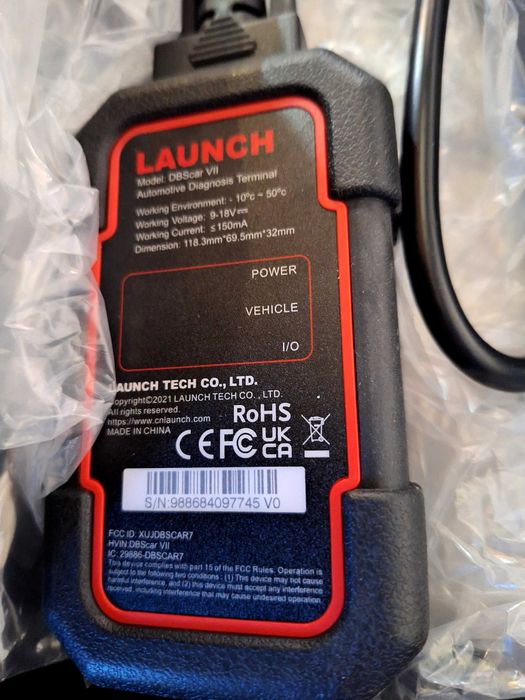 LAUNCH
Model: DBScar VII
Automotive Diagnosis Terminal
Working Environment: - 10°c ~ 50°c
Working Voltage: 9-18V⎓
Working Current: ≤150mA
Dimension: 118.3mm*69.5mm*32mm
POWER
VEHICLE
I/O
LAUNCH TECH CO., LTD.
Copyright©2021 LAUNCH TECH CO., LTD.
All rights reserved.
https://www.cnlaunch.com
MADE IN CHINA
RoHS
CE FC UK CA
S/N:988684097745 V0
FCC ID: XUJDBSCAR7
HVIN:DBScar VII
IC: 29886-DBSCAR7
This device complies with part 15 of the FCC Rules. Operation is
subject to the following two conditions: (1) This device may not cause
harmful interference, and (2) this device must accept any interference
received, including interference that may cause undesired operation.